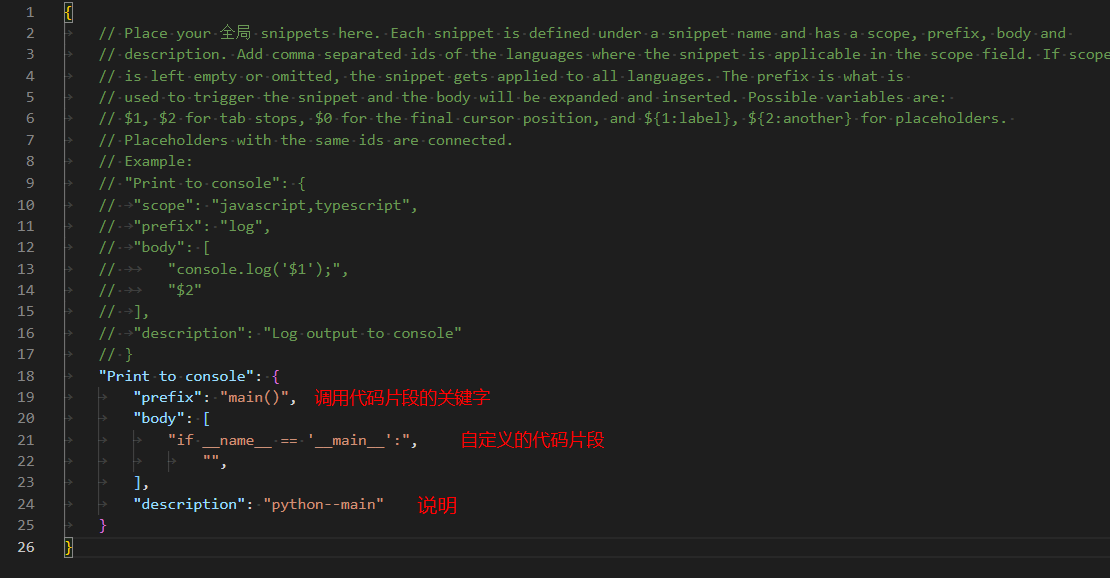 1 {
2 // Place your 全局 snippets here. Each snippet is defined under a snippet name and has a scope, prefix, body and
3 // description. Add comma separated ids of the languages where the snippet is applicable in the scope field. If scope
4 // is left empty or omitted, the snippet gets applied to all languages. The prefix is what is
5 // used to trigger the snippet and the body will be expanded and inserted. Possible variables are:
6 // $1, $2 for tab stops, $0 for the final cursor position, and ${1:label}, ${2:another} for placeholders.
7 // Placeholders with the same ids are connected.
8 // Example:
9 // "Print to console": {
10 // "scope": "javascript,typescript",
11 // "prefix": "log",
12 // "body": [
13 // "console.log('$1');",
14 // "$2"
15 // ],
16 // "description": "Log output to console"
17 // }
18 "Print to console": {
19 "prefix": "main()", 调用代码片段的关键字
20 "body": [
21 "if __name__ == '__main__':", 自定义的代码片段
22 "",
23 ],
24 "description": "python--main" 说明
25 }
26 }